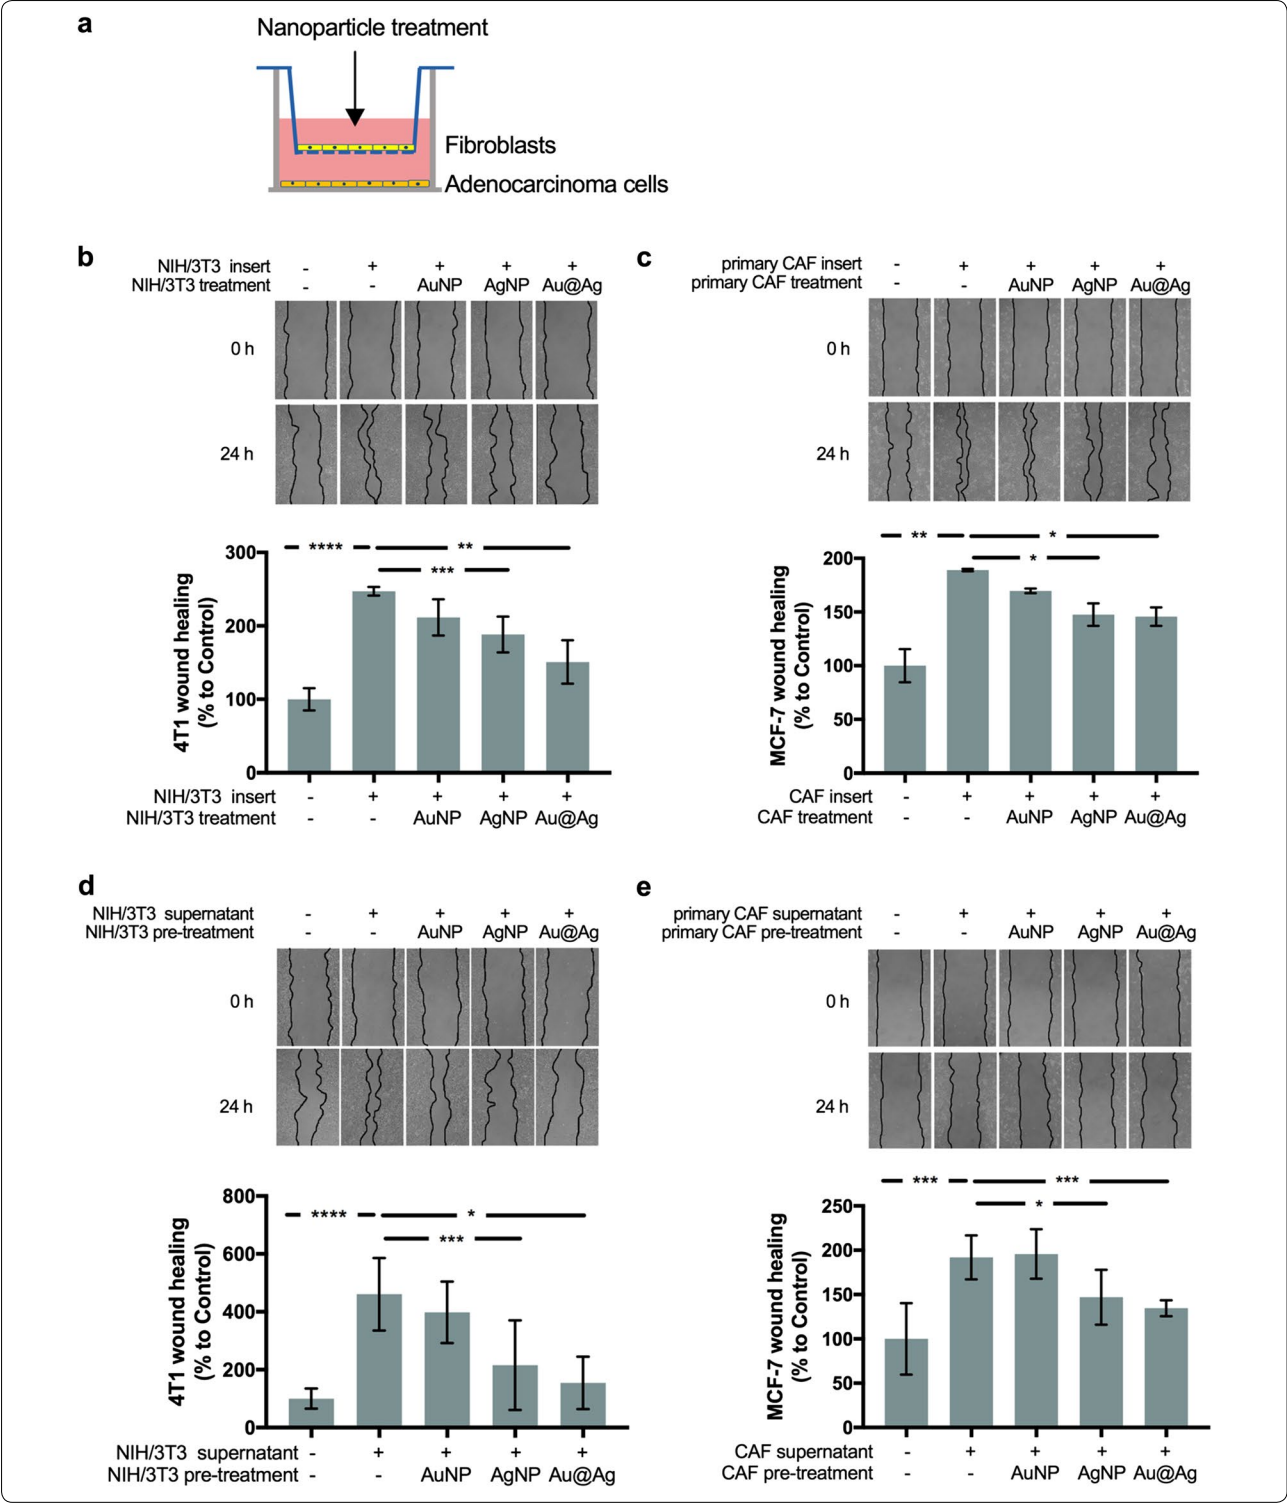 a
Nanoparticle treatment
Fibroblasts
Adenocarcinoma cells
b
NIH/3T3 insert - + + + +
NIH/3T3 treatment - - AuNP AgNP Au@Ag
0 h
24 h
**** **
***
300
200
100
0
4T1 wound healing
(% to Control)
NIH/3T3 insert - + + + +
NIH/3T3 treatment - - AuNP AgNP Au@Ag
c
primary CAF insert - + + + +
primary CAF treatment - - AuNP AgNP Au@Ag
0 h
24 h
** *
*
200
150
100
50
0
MCF-7 wound healing
(% to Control)
CAF insert - + + + +
CAF treatment - - AuNP AgNP Au@Ag
d
NIH/3T3 supernatant - + + + +
NIH/3T3 pre-treatment - - AuNP AgNP Au@Ag
0 h
24 h
**** *
***
800
600
400
200
0
4T1 wound healing
(% to Control)
NIH/3T3 supernatant - + + + +
NIH/3T3 pre-treatment - - AuNP AgNP Au@Ag
e
primary CAF supernatant - + + + +
primary CAF pre-treatment - - AuNP AgNP Au@Ag
0 h
24 h
*** ***
*
250
200
150
100
50
0
MCF-7 wound healing
(% to Control)
CAF supernatant - + + + +
CAF pre-treatment - - AuNP AgNP Au@Ag